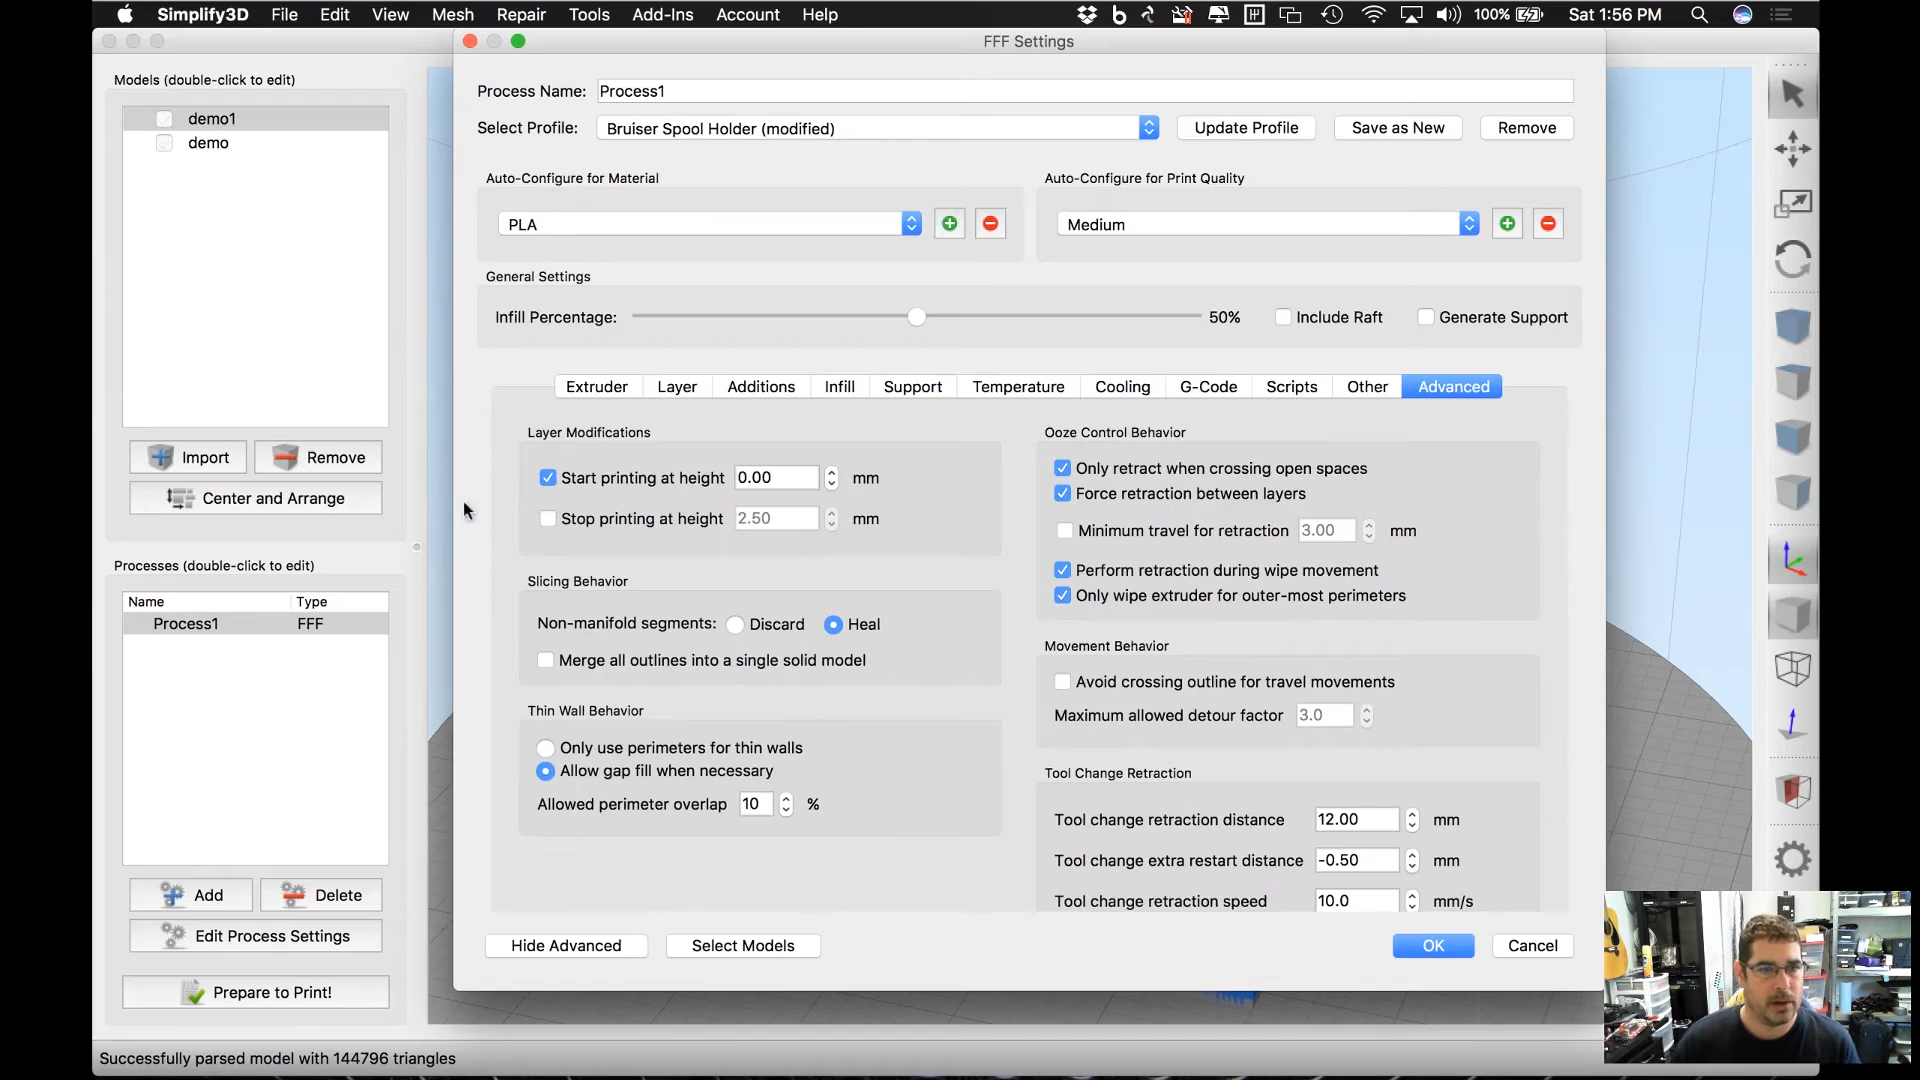 Simplify3D File Edit View Mesh Repair Tools Add-Ins Account Help 100% Sat 1:56 PM
FFF Settings
Models (double-click to edit)
demo1
demo
Import Remove
Center and Arrange
Processes (double-click to edit)
Name Type
Process1 FFF
Add Delete
Edit Process Settings
Prepare to Print!
Successfully parsed model with 144796 triangles
Process Name: Process1
Select Profile: Bruiser Spool Holder (modified) Update Profile Save as New Remove
Auto-Configure for Material
PLA
Auto-Configure for Print Quality
Medium
General Settings
Infill Percentage: 50% Include Raft Generate Support
Extruder Layer Additions Infill Support Temperature Cooling G-Code Scripts Other Advanced
Layer Modifications
Start printing at height 0.00 mm
Stop printing at height 2.50 mm
Slicing Behavior
Non-manifold segments: Discard Heal
Merge all outlines into a single solid model
Thin Wall Behavior
Only use perimeters for thin walls
Allow gap fill when necessary
Allowed perimeter overlap 10 %
Ooze Control Behavior
Only retract when crossing open spaces
Force retraction between layers
Minimum travel for retraction 3.00 mm
Perform retraction during wipe movement
Only wipe extruder for outer-most perimeters
Movement Behavior
Avoid crossing outline for travel movements
Maximum allowed detour factor 3.0
Tool Change Retraction
Tool change retraction distance 12.00 mm
Tool change extra restart distance -0.50 mm
Tool change retraction speed 10.0 mm/s
Hide Advanced Select Models OK Cancel